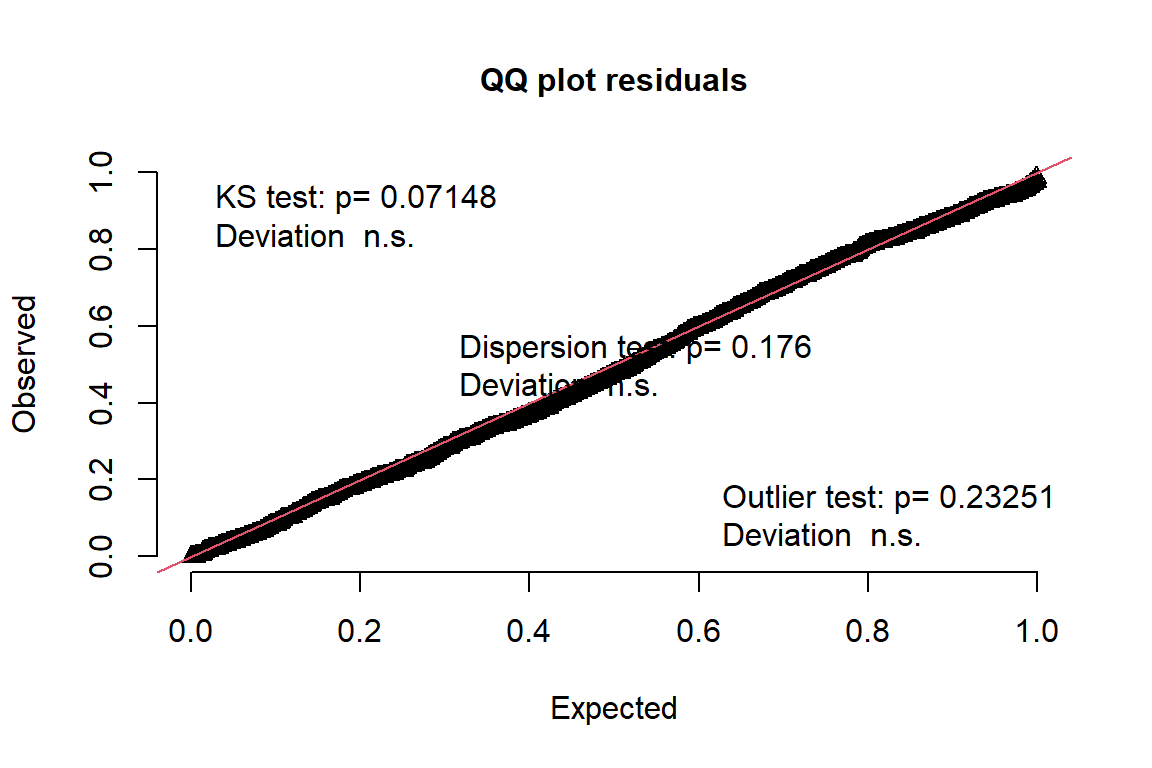 QQ plot residuals
KS test: p= 0.07148
Deviation n.s.
Dispersion test: p= 0.176
Deviation n.s.
Outlier test: p= 0.23251
Deviation n.s.
Observed
0.0 0.2 0.4 0.6 0.8 1.0
0.0 0.2 0.4 0.6 0.8 1.0
Expected